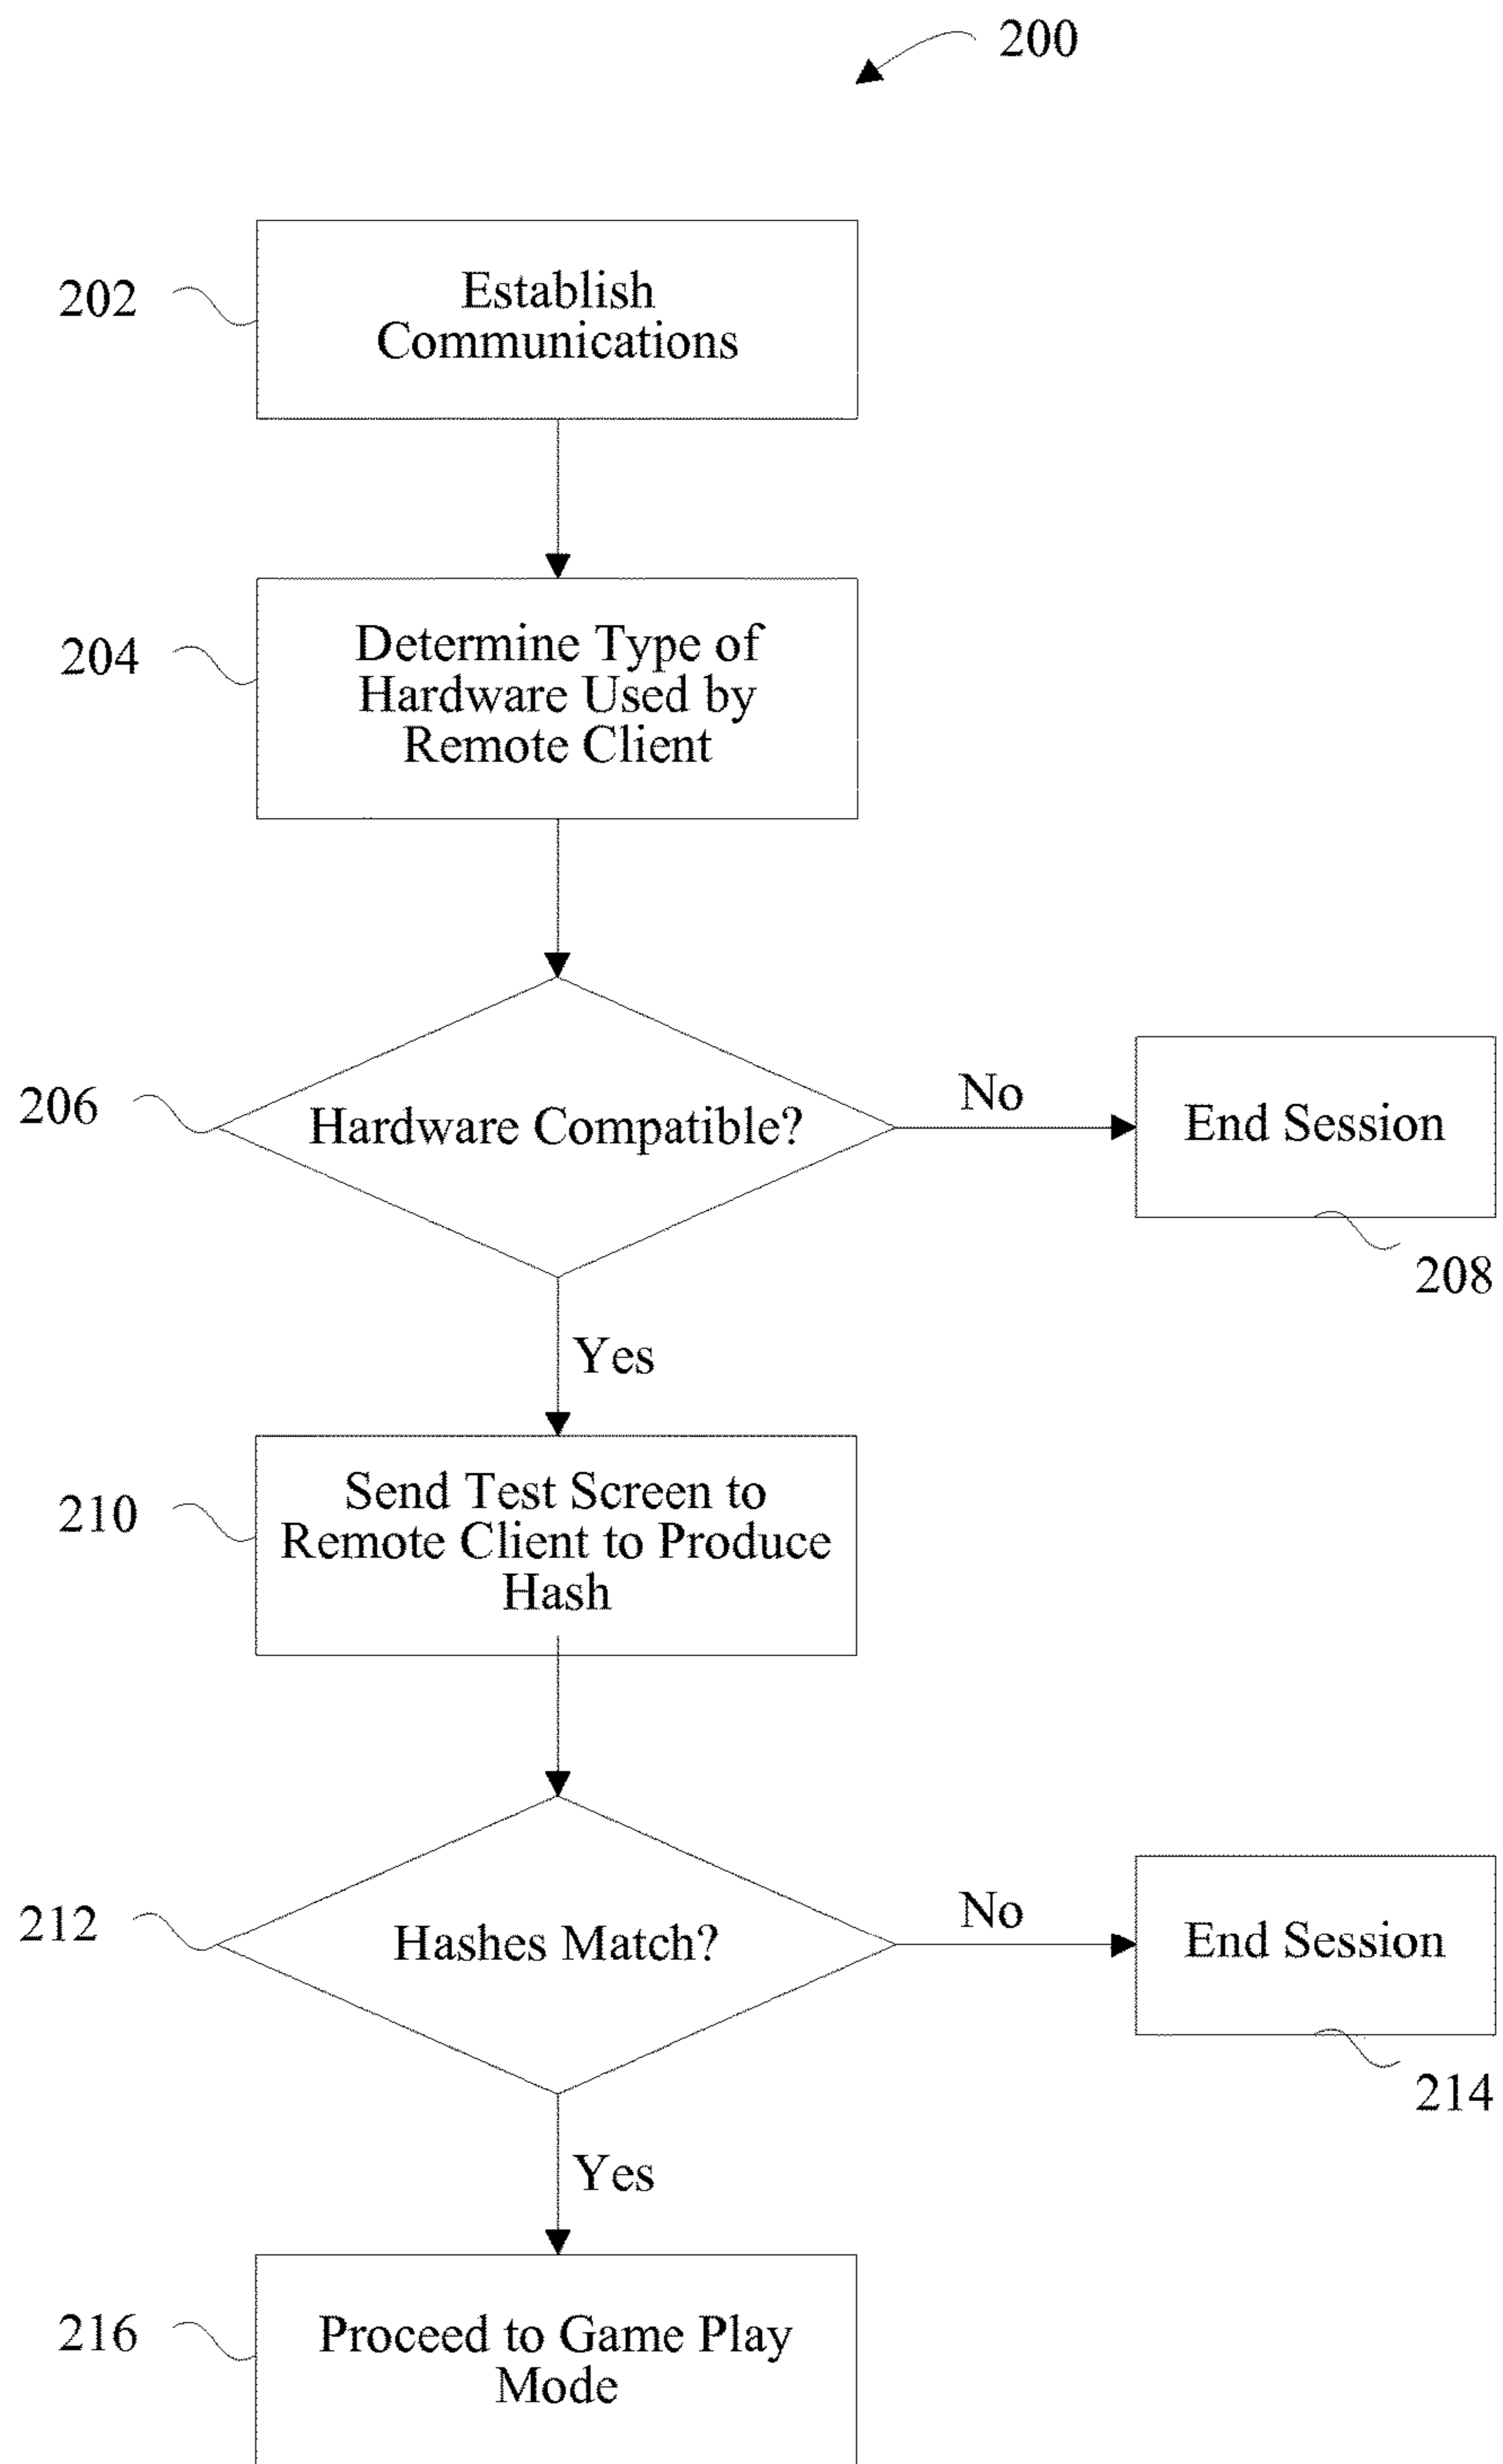 200
202
Establish
Communications
204
Determine Type of
Hardware Used by
Remote Client
206
Hardware Compatible?
No
End Session
208
Yes
210
Send Test Screen to
Remote Client to Produce
Hash
212
Hashes Match?
No
End Session
214
Yes
216
Proceed to Game Play
Mode